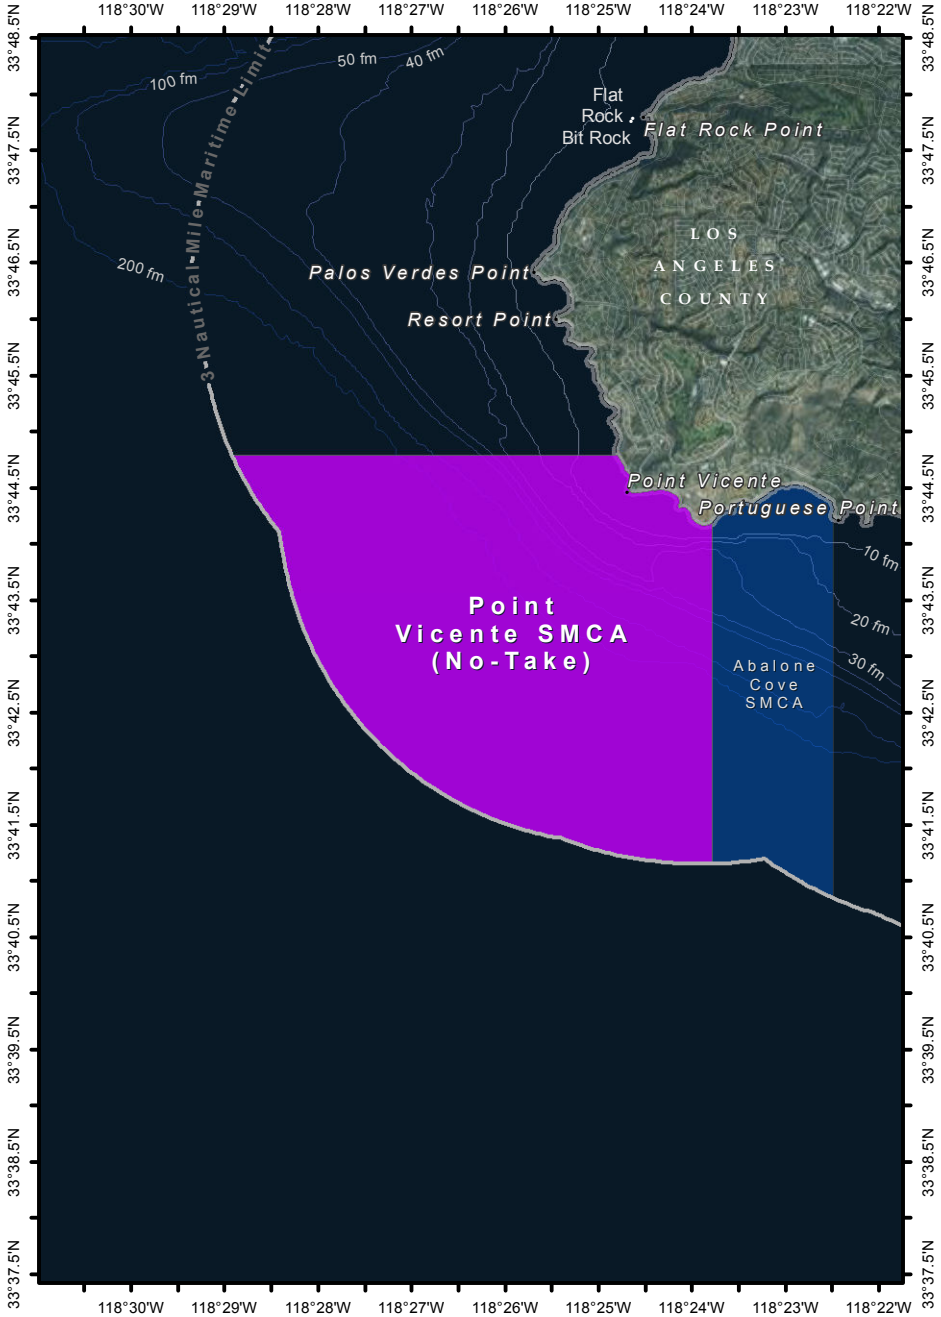 118°30'W 118°29'W 118°28'W 118°27'W 118°26'W 118°25'W 118°24'W 118°23'W 118°22'W
33°48.5'N
33°47.5'N
33°46.5'N
33°45.5'N
33°44.5'N
33°43.5'N
33°42.5'N
33°41.5'N
33°40.5'N
33°39.5'N
33°38.5'N
33°37.5'N
3 Nautical Mile Maritime Limit
100 fm
50 fm
40 fm
200 fm
Flat
Rock
Bit Rock
Flat Rock Point
LOS
ANGELES
COUNTY
Palos Verdes Point
Resort Point
Point Vicente
Portuguese Point
10 fm
20 fm
30 fm
Point
Vicente SMCA
(No-Take)
Abalone
Cove
SMCA
33°48.5'N
33°47.5'N
33°46.5'N
33°45.5'N
33°44.5'N
33°43.5'N
33°42.5'N
33°41.5'N
33°40.5'N
33°39.5'N
33°38.5'N
33°37.5'N
118°30'W 118°29'W 118°28'W 118°27'W 118°26'W 118°25'W 118°24'W 118°23'W 118°22'W